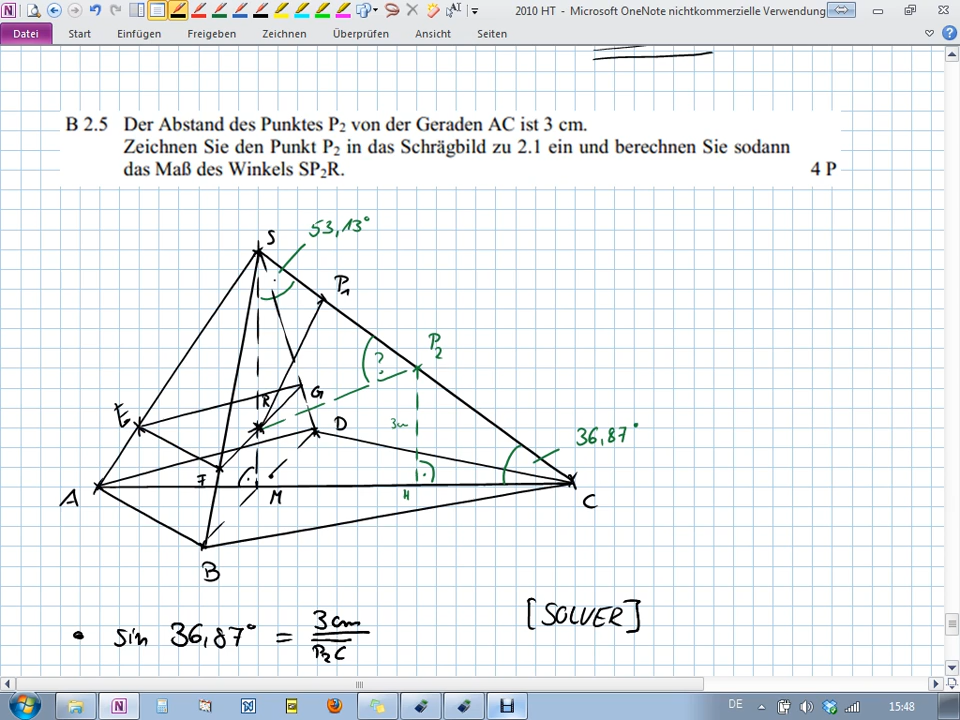 2010 HT - Microsoft OneNote nichtkommerzielle Verwendung
Datei Start Einfügen Freigeben Zeichnen Überprüfen Ansicht Seiten
B 2.5 Der Abstand des Punktes P2 von der Geraden AC ist 3 cm.
Zeichnen Sie den Punkt P2 in das Schrägbild zu 2.1 ein und berechnen Sie sodann
das Maß des Winkels SP2R.
4 P
53,13°
S
P1
P2
?
E
R
G
D
3cm
36,87°
F
A
M
H
C
B
[SOLVER]
• sin 36,87° = 3cm / P2C
DE
15:48